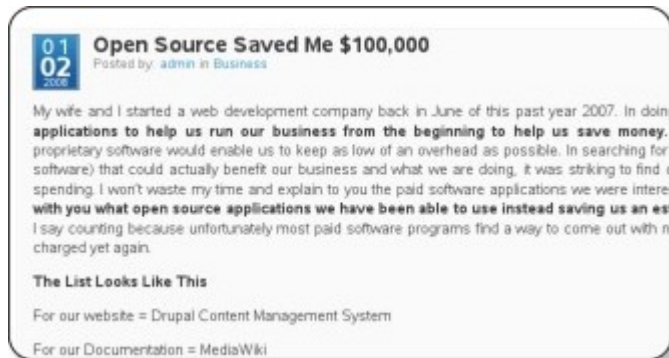 01
02
2008
Open Source Saved Me $100,000
Posted by: admin in Business
My wife and I started a web development company back in June of this past year 2007. In doin
applications to help us run our business from the beginning to help us save money.
proprietary software would enable us to keep as low of an overhead as possible. In searching for
software) that could actually benefit our business and what we are doing, it was striking to find
spending. I won't waste my time and explain to you the paid software applications we were intere
with you what open source applications we have been able to use instead saving us an es
I say counting because unfortunately most paid software programs find a way to come out with
charged yet again.
The List Looks Like This
For our website = Drupal Content Management System
For our Documentation = MediaWiki